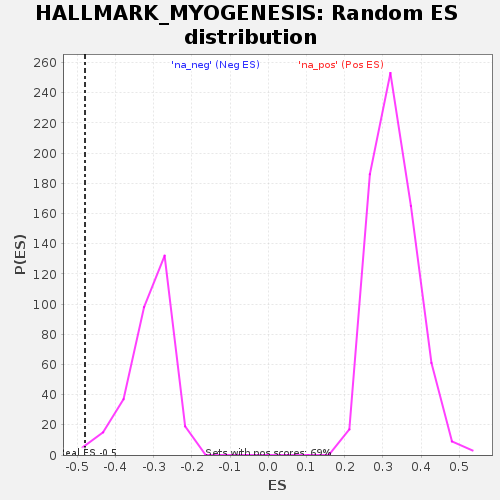 HALLMARK_MYOGENESIS: Random ES
distribution
'na_neg' (Neg ES) 'na_pos' (Pos ES)
260
240
220
200
180
160
140
120
100
80
60
40
20
0
P(ES)
Real ES -0.5 Sets with pos scores: 69%
-0.5 -0.4 -0.3 -0.2 -0.1 0.0 0.1 0.2 0.3 0.4 0.5
ES